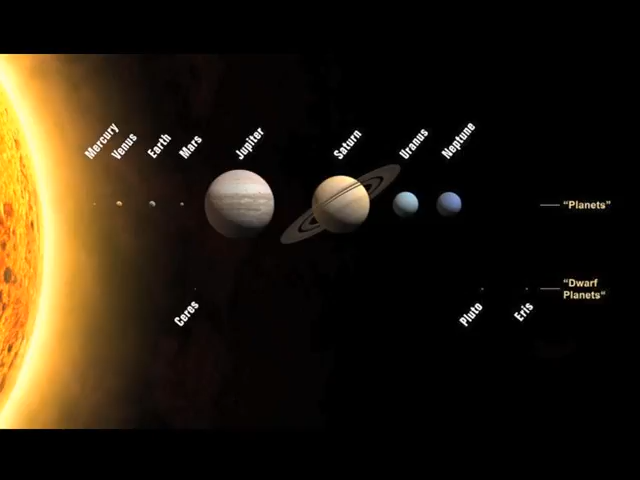 Mercury
Venus
Earth
Mars
Jupiter
Saturn
Uranus
Neptune
“Planets”
Ceres
Pluto
Eris
“Dwarf
Planets“